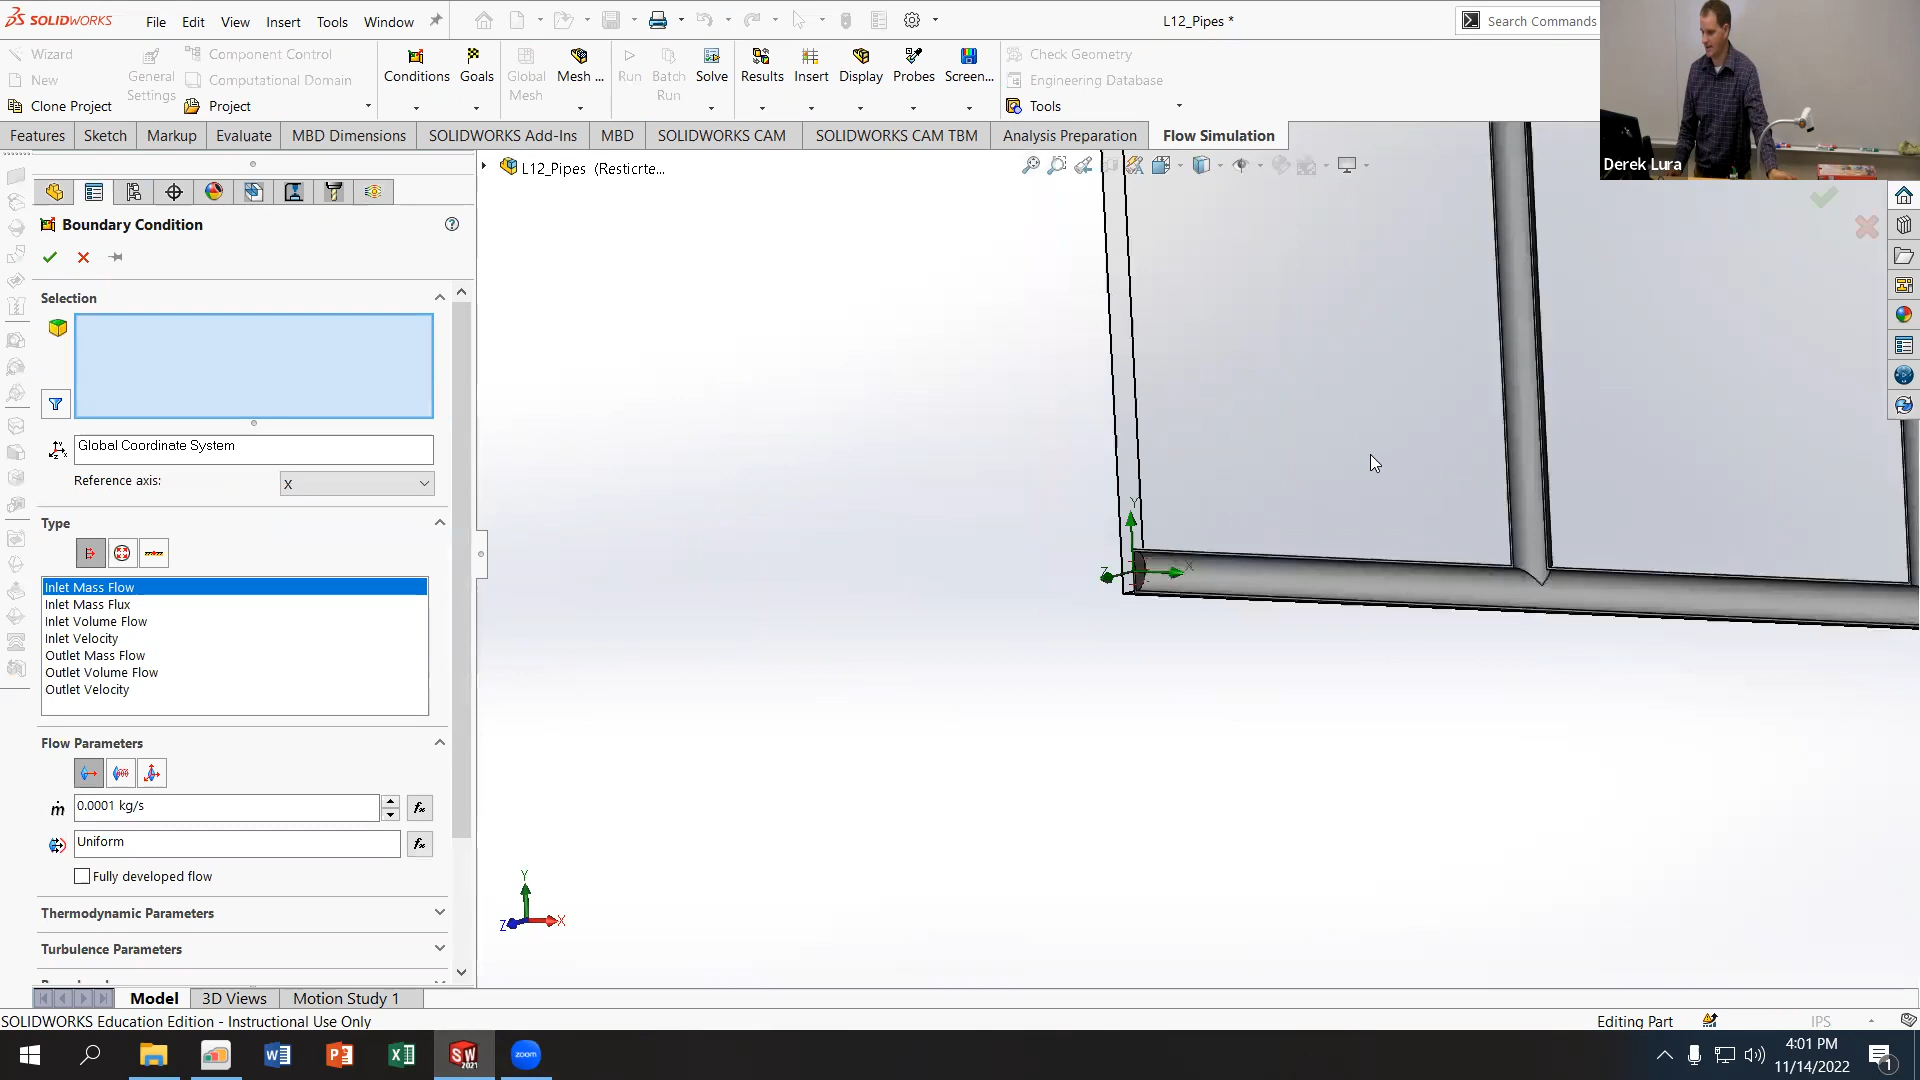 SOLIDWORKS File Edit View Insert Tools Window L12_Pipes * Search Commands
Wizard
New
Clone Project
General Settings
Component Control
Computational Domain
Project
Conditions
Goals
Global Mesh
Mesh ...
Run
Batch Run
Solve
Results
Insert
Display
Probes
Screen...
Check Geometry
Engineering Database
Tools
Derek Lura
Features Sketch Markup Evaluate MBD Dimensions SOLIDWORKS Add-Ins MBD SOLIDWORKS CAM SOLIDWORKS CAM TBM Analysis Preparation Flow Simulation
L12_Pipes (Resticrte...
Boundary Condition
Selection
Global Coordinate System
Reference axis: X
Type
Inlet Mass Flow
Inlet Mass Flux
Inlet Volume Flow
Inlet Velocity
Outlet Mass Flow
Outlet Volume Flow
Outlet Velocity
Flow Parameters
ṁ 0.0001 kg/s
Uniform
Fully developed flow
Thermodynamic Parameters
Turbulence Parameters
Y
X
Z
Y
X
Z
Model 3D Views Motion Study 1
SOLIDWORKS Education Edition - Instructional Use Only Editing Part IPS
SW 2021
zoom
4:01 PM
11/14/2022
1